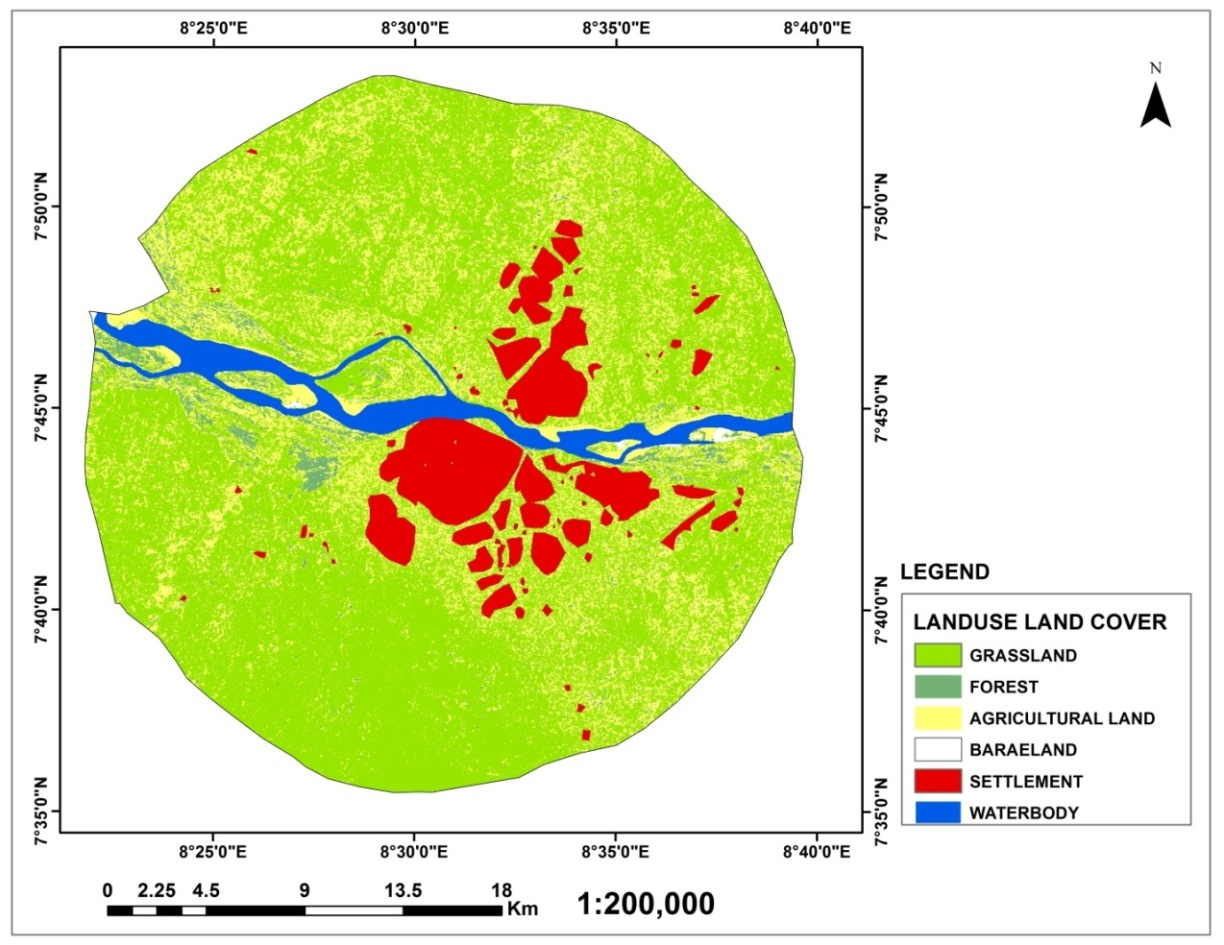 8°25'0"E 8°30'0"E 8°35'0"E 8°40'0"E
N
7°50'0"N 7°50'0"N
7°45'0"N 7°45'0"N
7°40'0"N 7°40'0"N
7°35'0"N 7°35'0"N
LEGEND
LANDUSE LAND COVER
GRASSLAND
FOREST
AGRICULTURAL LAND
BARAELAND
SETTLEMENT
WATERBODY
8°25'0"E 8°30'0"E 8°35'0"E 8°40'0"E
0 2.25 4.5 9 13.5 18
Km
1:200,000